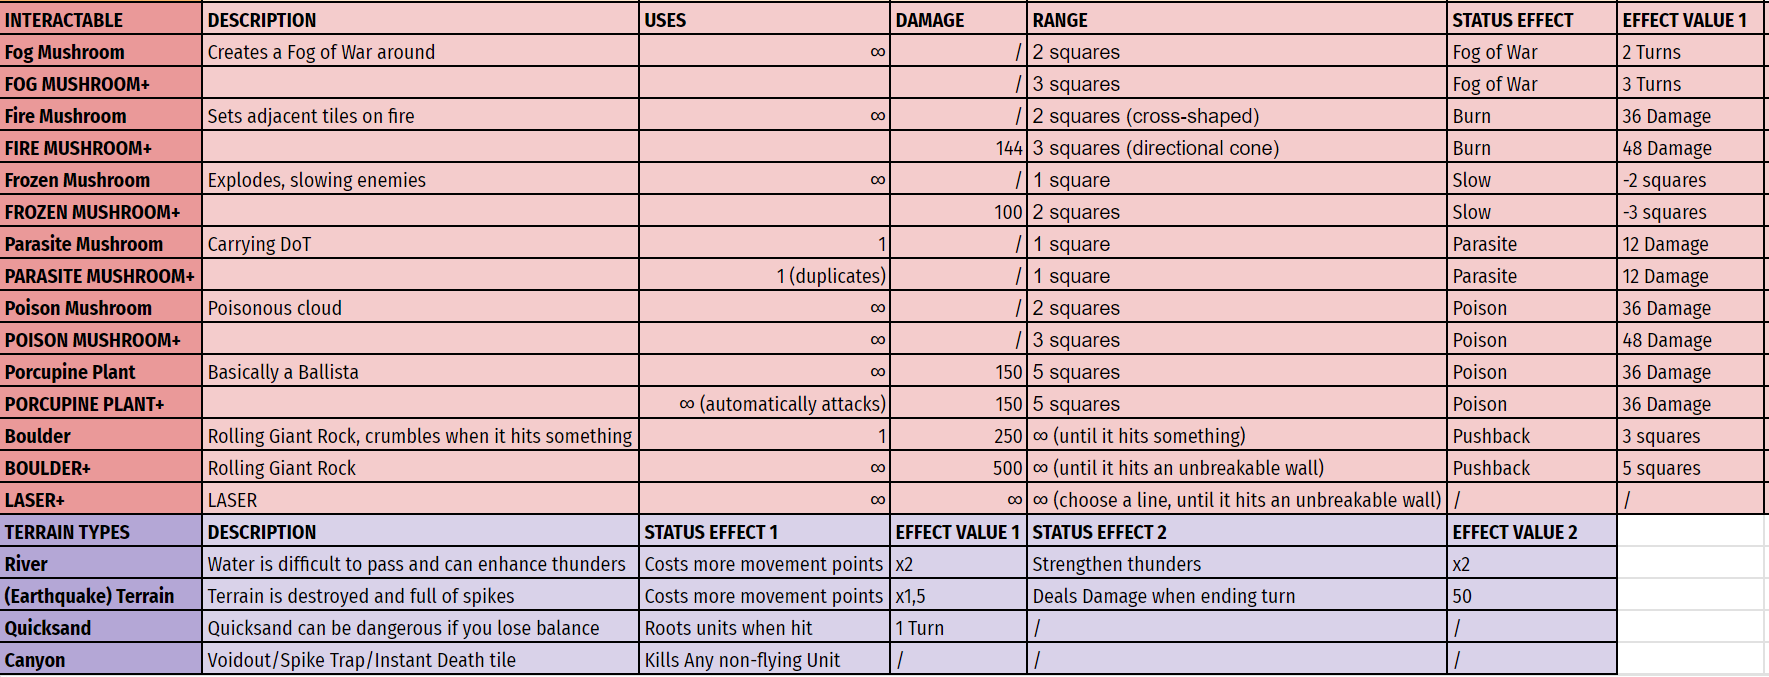 INTERACTABLE DESCRIPTION USES DAMAGE RANGE STATUS EFFECT EFFECT VALUE 1
Fog Mushroom Creates a Fog of War around ∞ / 2 squares Fog of War 2 Turns
FOG MUSHROOM+ / 3 squares Fog of War 3 Turns
Fire Mushroom Sets adjacent tiles on fire ∞ / 2 squares (cross-shaped) Burn 36 Damage
FIRE MUSHROOM+ 144 3 squares (directional cone) Burn 48 Damage
Frozen Mushroom Explodes, slowing enemies ∞ / 1 square Slow -2 squares
FROZEN MUSHROOM+ 100 2 squares Slow -3 squares
Parasite Mushroom Carrying DoT 1 / 1 square Parasite 12 Damage
PARASITE MUSHROOM+ 1 (duplicates) / 1 square Parasite 12 Damage
Poison Mushroom Poisonous cloud ∞ / 2 squares Poison 36 Damage
POISON MUSHROOM+ ∞ / 3 squares Poison 48 Damage
Porcupine Plant Basically a Ballista ∞ 150 5 squares Poison 36 Damage
PORCUPINE PLANT+ ∞ (automatically attacks) 150 5 squares Poison 36 Damage
Boulder Rolling Giant Rock, crumbles when it hits something 1 250 ∞ (until it hits something) Pushback 3 squares
BOULDER+ Rolling Giant Rock ∞ 500 ∞ (until it hits an unbreakable wall) Pushback 5 squares
LASER+ LASER ∞ ∞ ∞ (choose a line, until it hits an unbreakable wall) / /
TERRAIN TYPES DESCRIPTION STATUS EFFECT 1 EFFECT VALUE 1 STATUS EFFECT 2 EFFECT VALUE 2
River Water is difficult to pass and can enhance thunders Costs more movement points x2 Strengthen thunders x2
(Earthquake) Terrain Terrain is destroyed and full of spikes Costs more movement points x1,5 Deals Damage when ending turn 50
Quicksand Quicksand can be dangerous if you lose balance Roots units when hit 1 Turn / /
Canyon Voidout/Spike Trap/Instant Death tile Kills Any non-flying Unit / / /